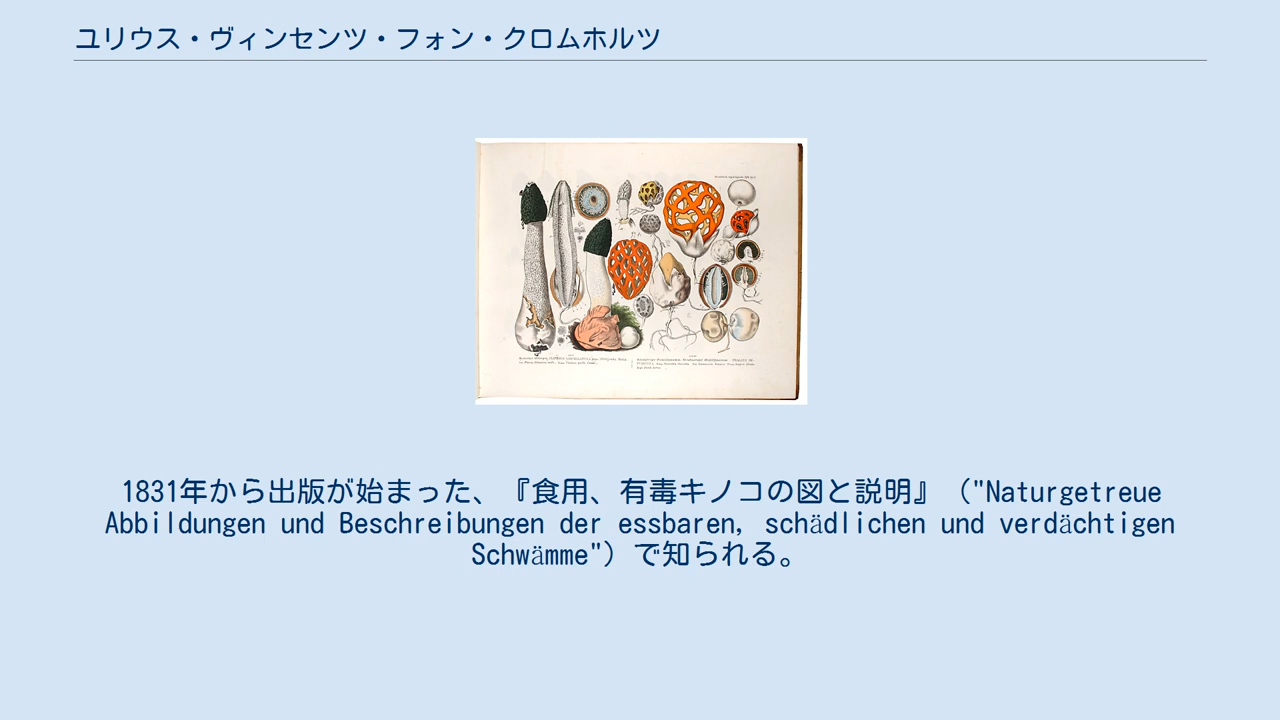 ユリウス・ヴィンセンツ・フォン・クロムホルツ
1831年から出版が始まった、『食用、有毒キノコの図と説明』（"Naturgetreue
Abbildungen und Beschreibungen der essbaren, schädlichen und verdächtigen
Schwämme"）で知られる。